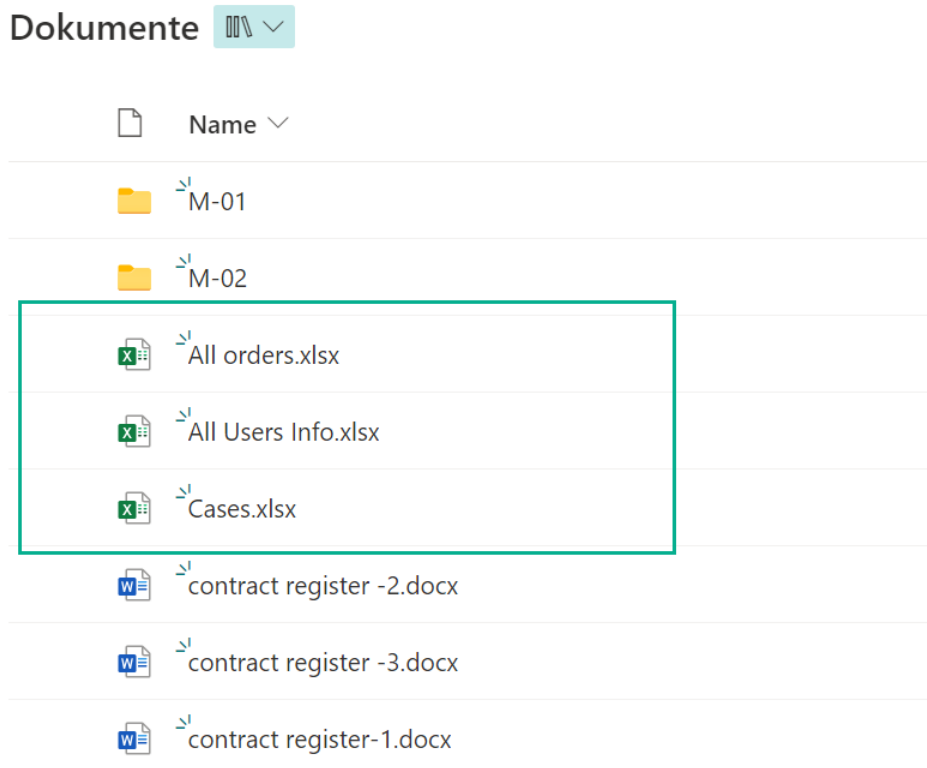 Dokumente
Name
M-01
M-02
All orders.xlsx
All Users Info.xlsx
Cases.xlsx
contract register -2.docx
contract register -3.docx
contract register-1.docx